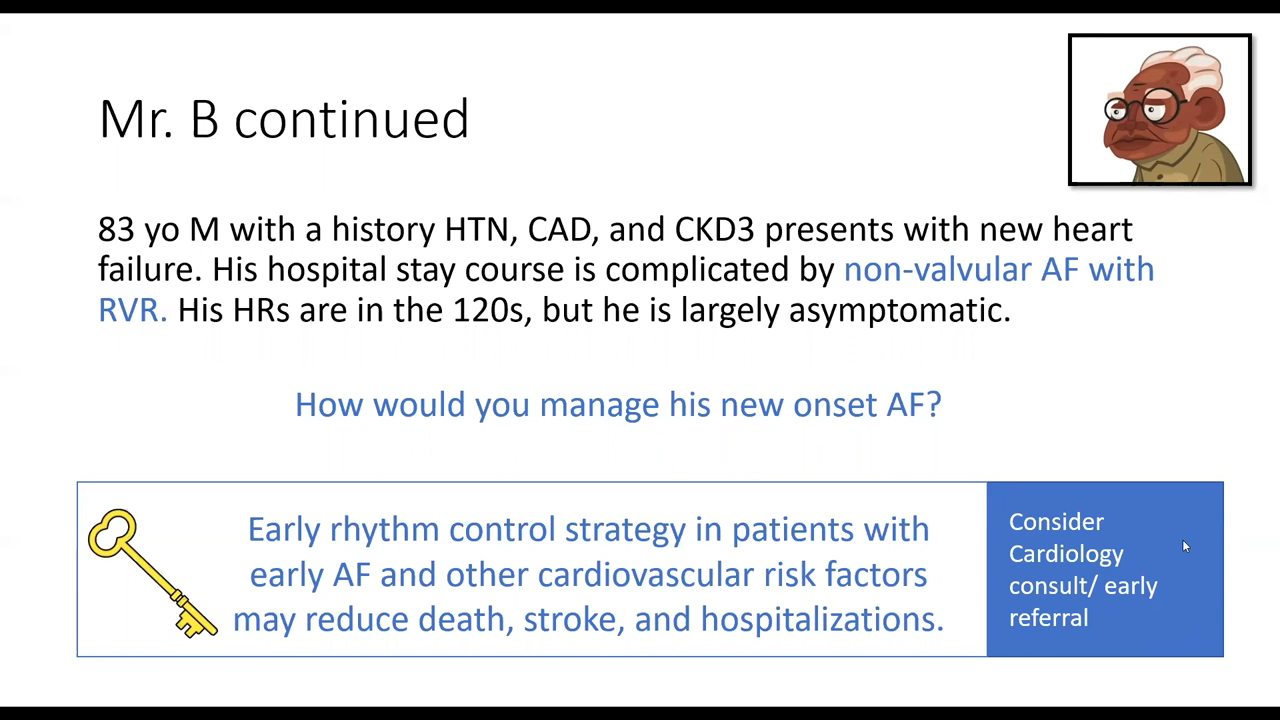 Mr. B continued
83 yo M with a history HTN, CAD, and CKD3 presents with new heart
failure. His hospital stay course is complicated by non-valvular AF with
RVR. His HRs are in the 120s, but he is largely asymptomatic.
How would you manage his new onset AF?
Early rhythm control strategy in patients with
early AF and other cardiovascular risk factors
may reduce death, stroke, and hospitalizations.
Consider
Cardiology
consult/ early
referral